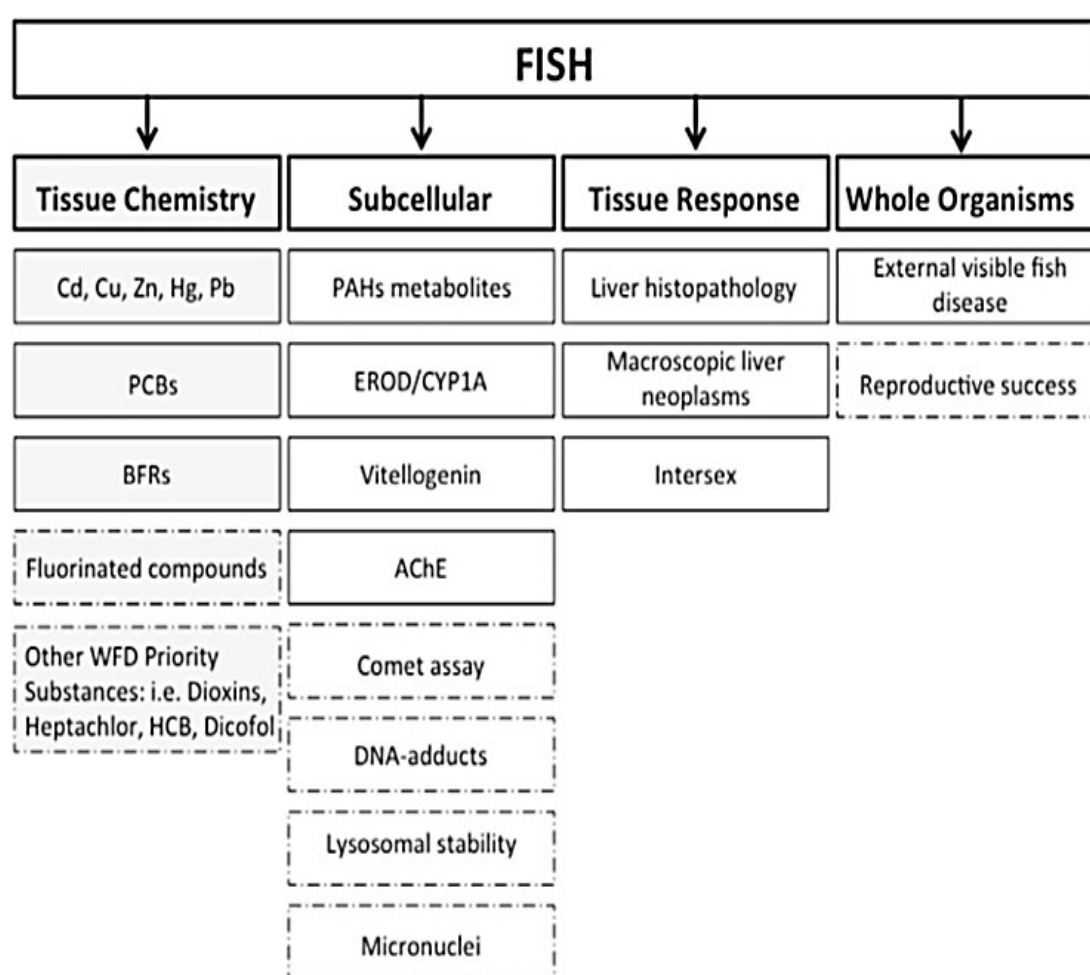 FISH
Tissue Chemistry
Cd, Cu, Zn, Hg, Pb
PCBs
BFRs
Fluorinated compounds
Other WFD Priority
Substances: i.e. Dioxins,
Heptachlor, HCB, Dicofol
Subcellular
PAHs metabolites
EROD/CYP1A
Vitellogenin
AChE
Comet assay
DNA-adducts
Lysosomal stability
Micronuclei
Tissue Response
Liver histopathology
Macroscopic liver
neoplasms
Intersex
Whole Organisms
External visible fish
disease
Reproductive success